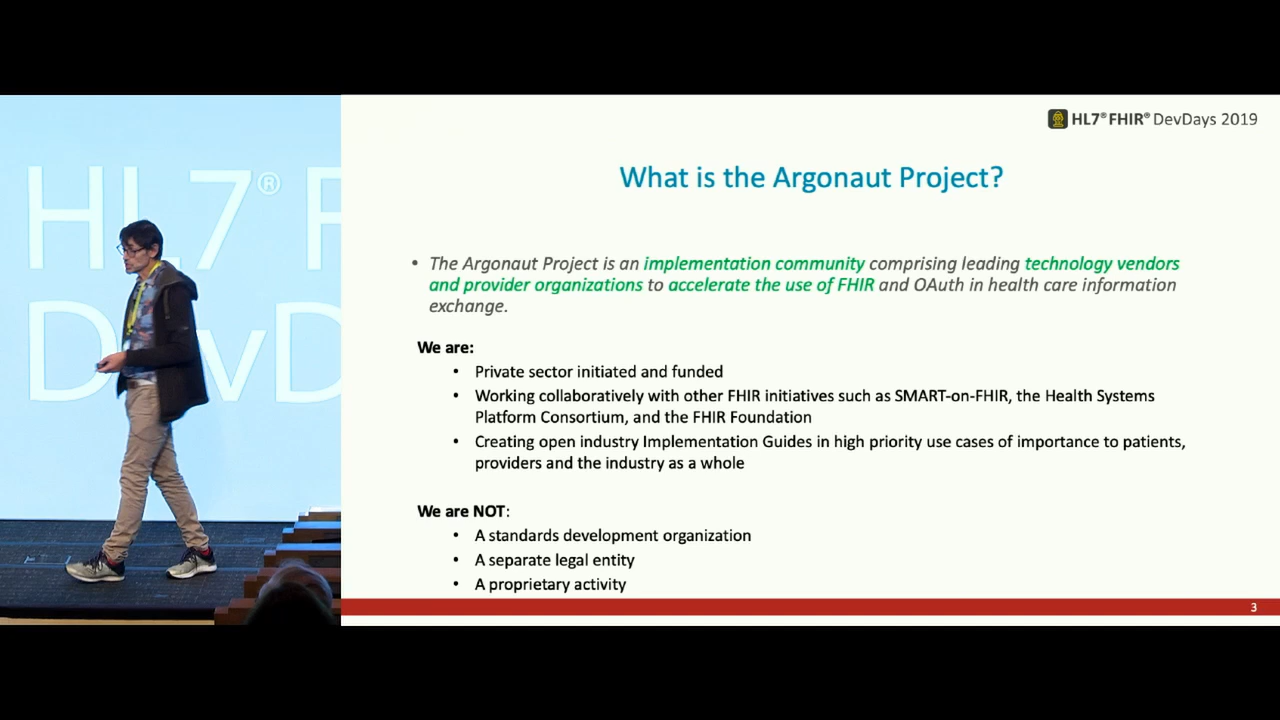 HL7® F
DevD
HL7® FHIR® DevDays 2019
What is the Argonaut Project?
• The Argonaut Project is an implementation community comprising leading technology vendors
and provider organizations to accelerate the use of FHIR and OAuth in health care information
exchange.
We are:
• Private sector initiated and funded
• Working collaboratively with other FHIR initiatives such as SMART-on-FHIR, the Health Systems
Platform Consortium, and the FHIR Foundation
• Creating open industry Implementation Guides in high priority use cases of importance to patients,
providers and the industry as a whole
We are NOT:
• A standards development organization
• A separate legal entity
• A proprietary activity
3